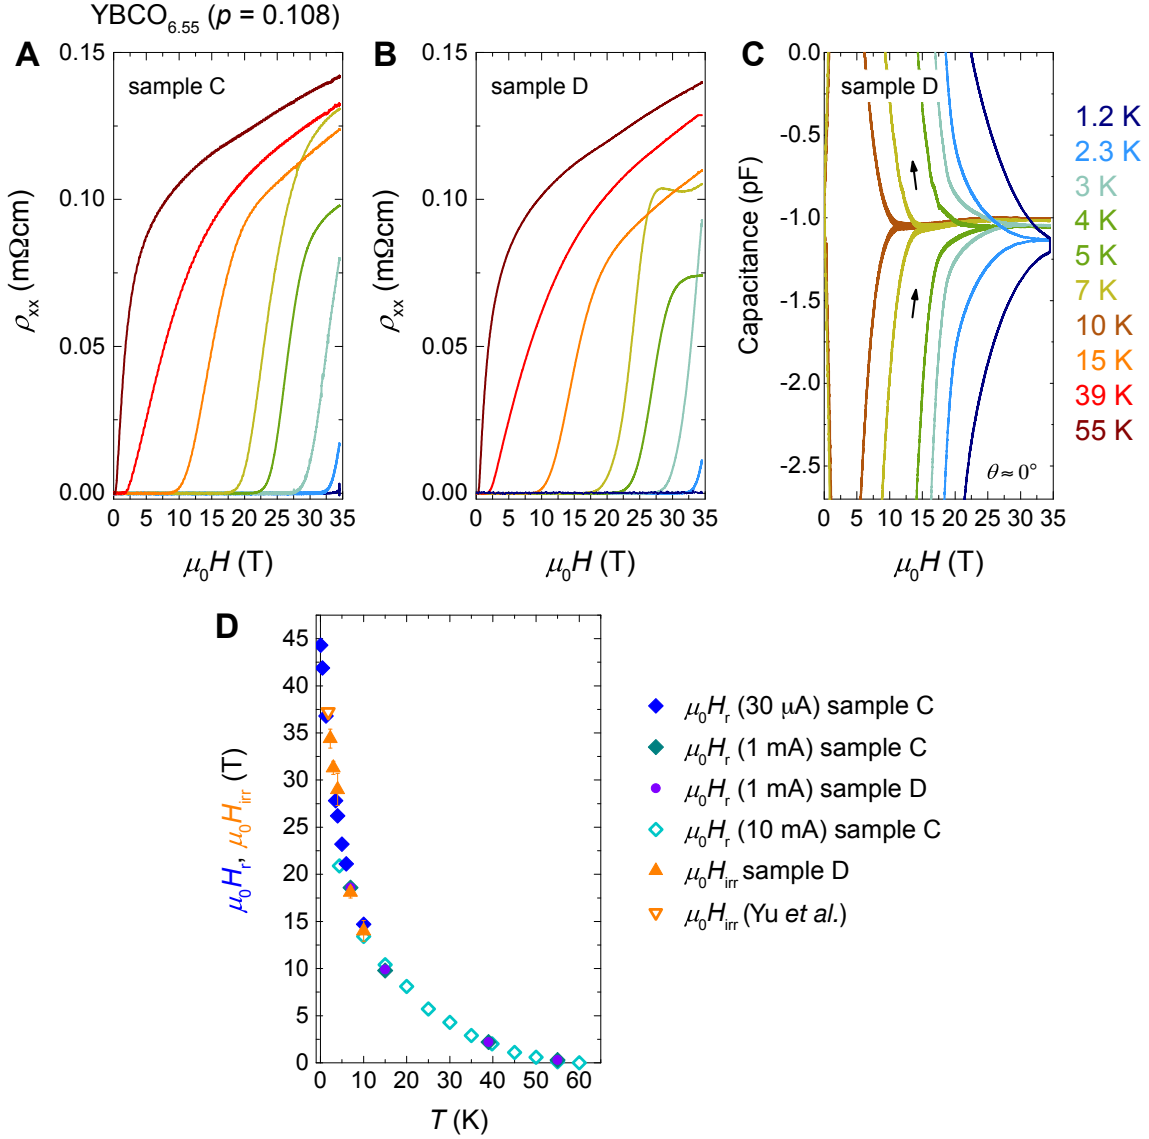 YBCO6.55 (p = 0.108)
A
B
C
sample C
sample D
sample D
0.15
0.10
0.05
0.00
ρxx (mΩcm)
0 5 10 15 20 25 30 35
μ0H (T)
0.15
0.10
0.05
0.00
ρxx (mΩcm)
0 5 10 15 20 25 30 35
μ0H (T)
0.0
-0.5
-1.0
-1.5
-2.0
-2.5
Capacitance (pF)
θ ≈ 0°
0 5 10 15 20 25 30 35
μ0H (T)
1.2 K
2.3 K
3 K
4 K
5 K
7 K
10 K
15 K
39 K
55 K
D
45
40
35
30
25
20
15
10
5
0
μ0Hr, μ0Hirr (T)
0 10 20 30 40 50 60
T (K)
μ0Hr (30 μA) sample C
μ0Hr (1 mA) sample C
μ0Hr (1 mA) sample D
μ0Hr (10 mA) sample C
μ0Hirr sample D
μ0Hirr (Yu et al.)